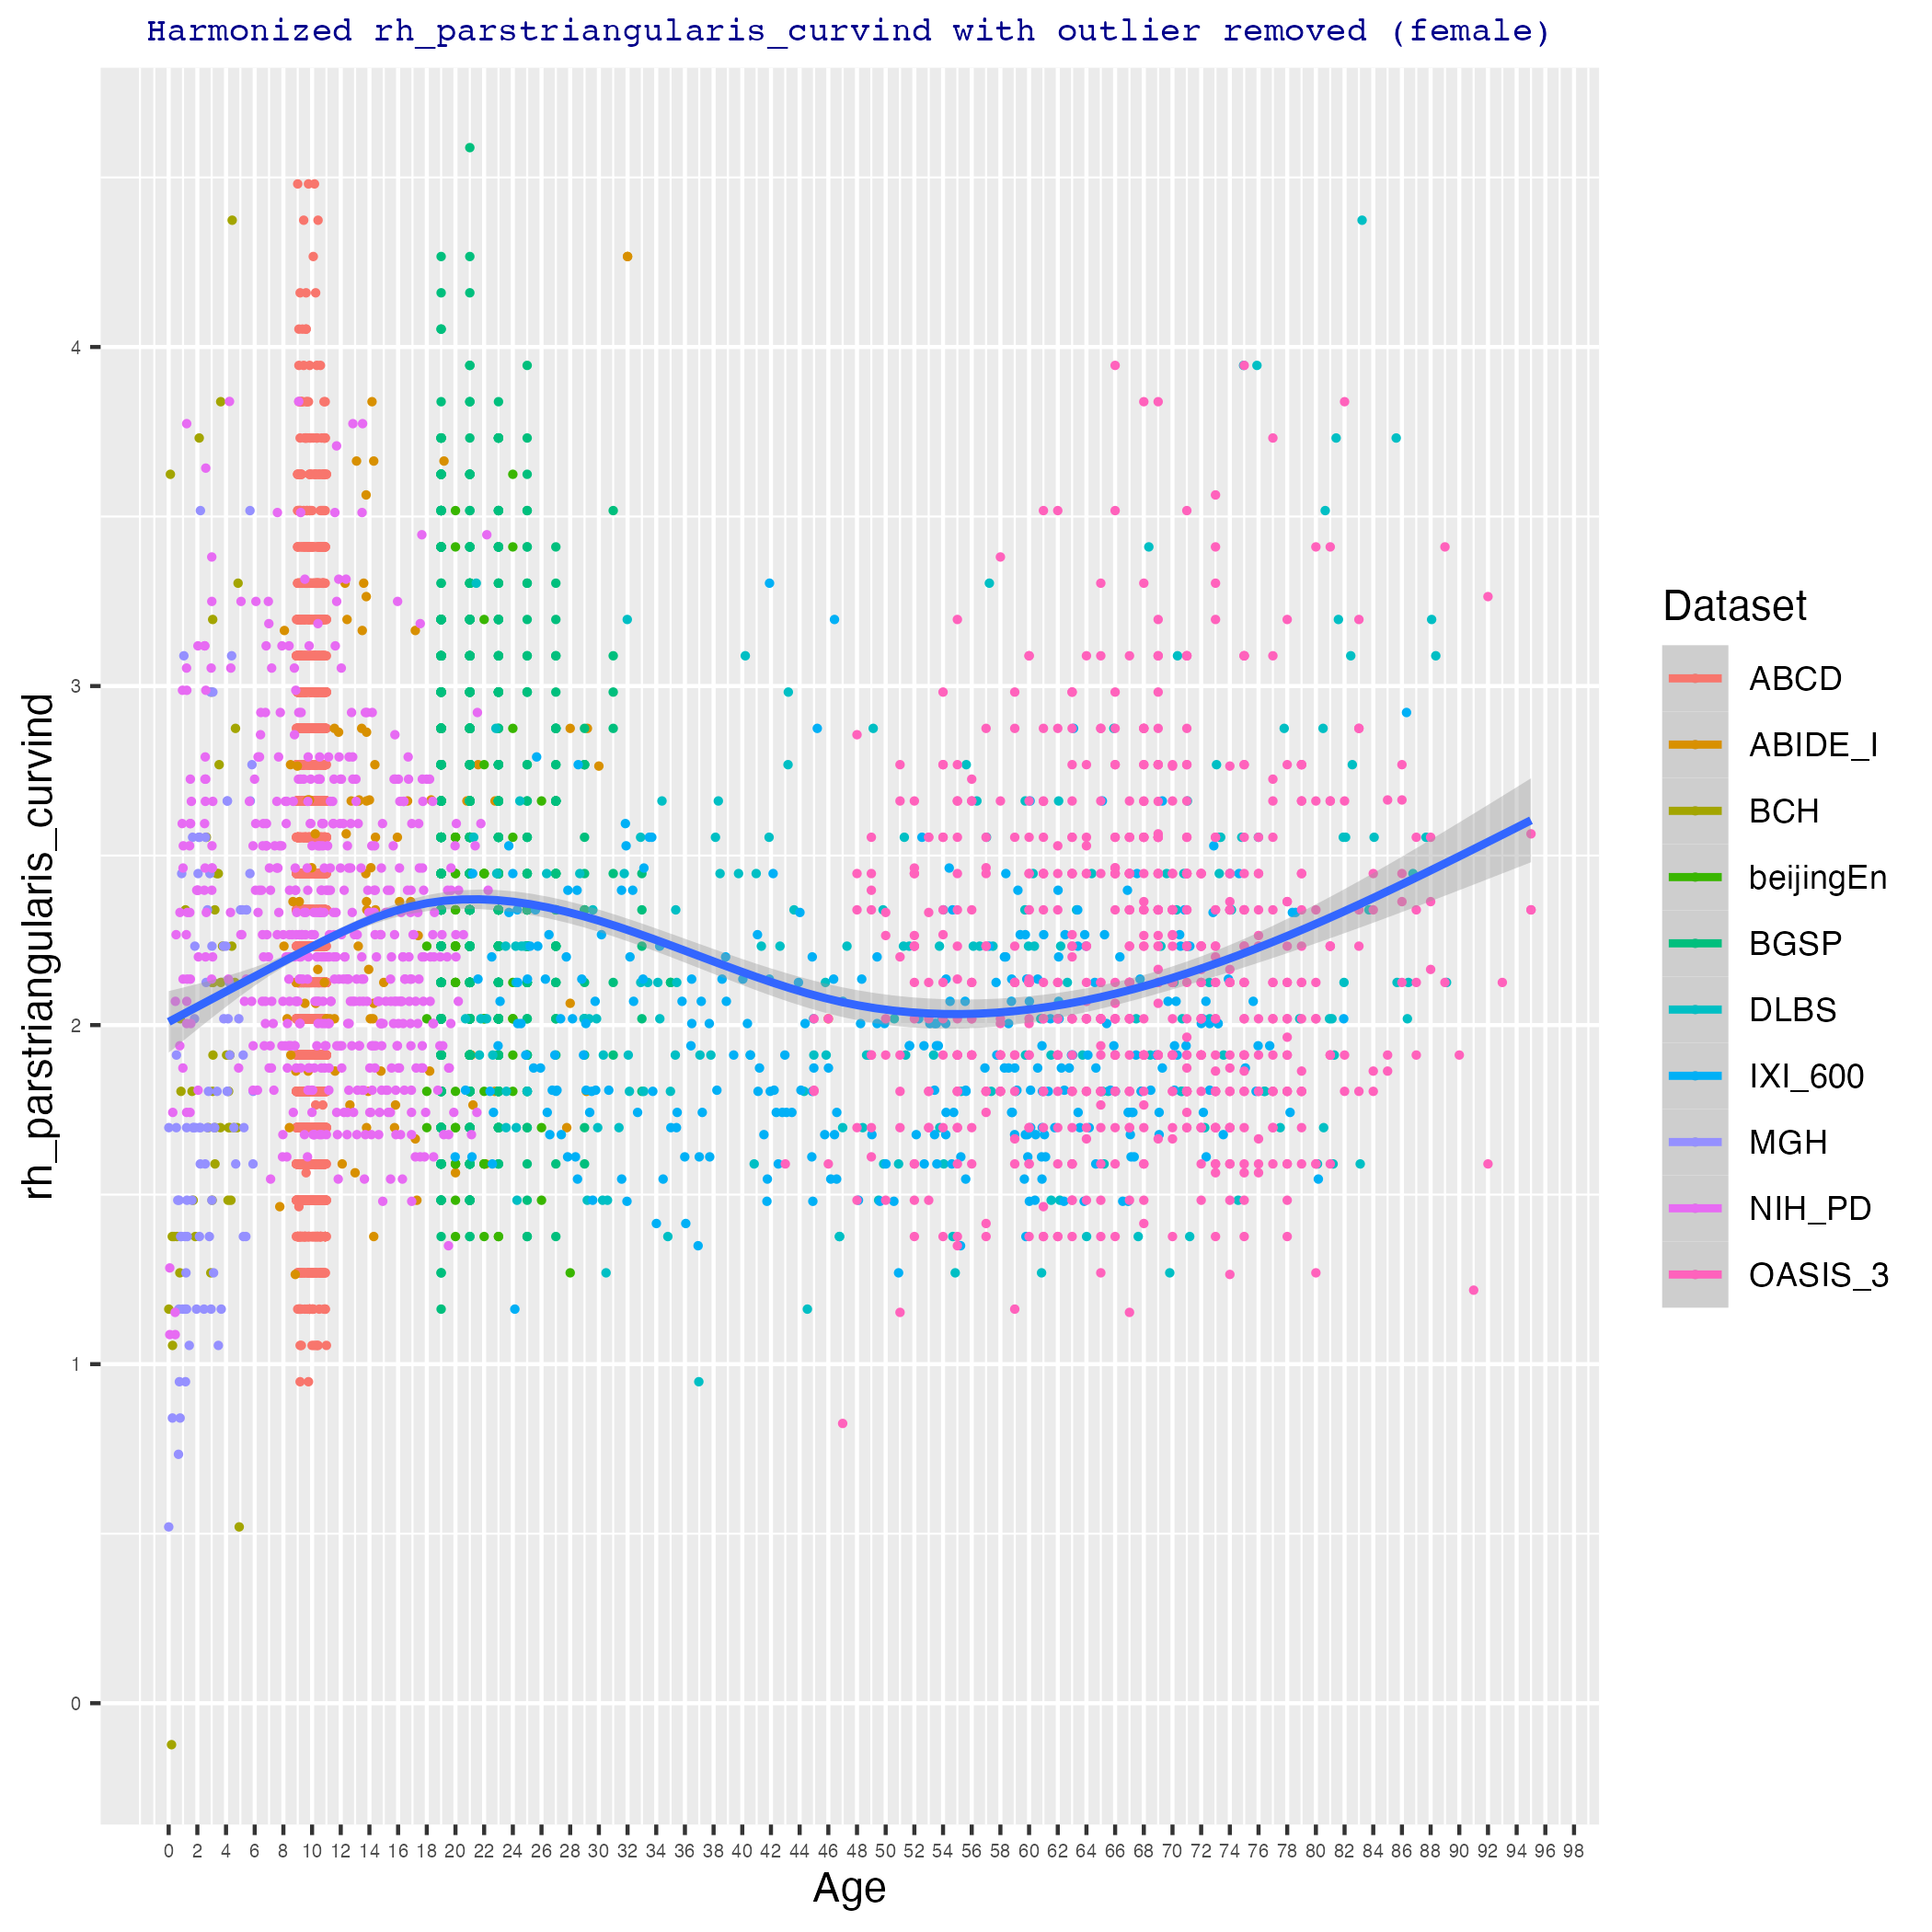 Harmonized rh_parstriangularis_curvind with outlier removed (female)
rh_parstriangularis_curvind
4
3
2
1
0
0 2 4 6 8 10 12 14 16 18 20 22 24 26 28 30 32 34 36 38 40 42 44 46 48 50 52 54 56 58 60 62 64 66 68 70 72 74 76 78 80 82 84 86 88 90 92 94 96 98
Age
Dataset
ABCD
ABIDE_I
BCH
beijingEn
BGSP
DLBS
IXI_600
MGH
NIH_PD
OASIS_3